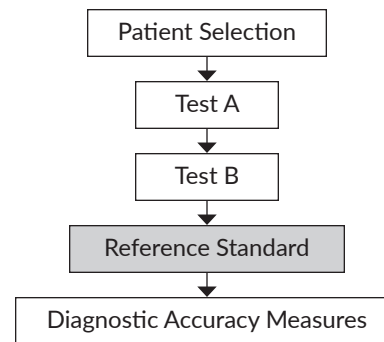 Patient Selection
Test A
Test B
Reference Standard
Diagnostic Accuracy Measures